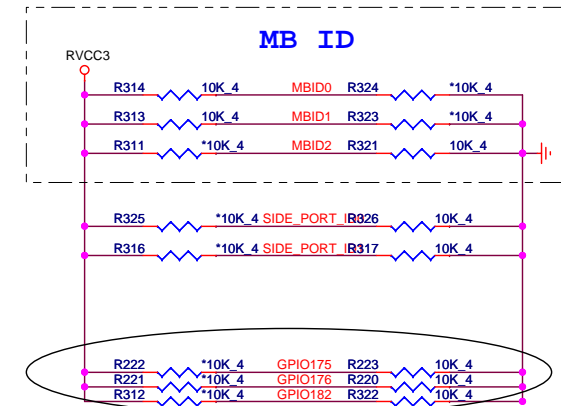 MB ID
RVCC3
R314 10K_4 MBID0 R324 *10K_4
R313 10K_4 MBID1 R323 *10K_4
R311 *10K_4 MBID2 R321 10K_4
R325 *10K_4 SIDE_PORT_I R326 10K_4
R316 *10K_4 SIDE_PORT_I R317 10K_4
R222 *10K_4 GPIO175 R223 10K_4
R221 *10K_4 GPIO176 R220 10K_4
R312 *10K_4 GPIO182 R322 10K_4